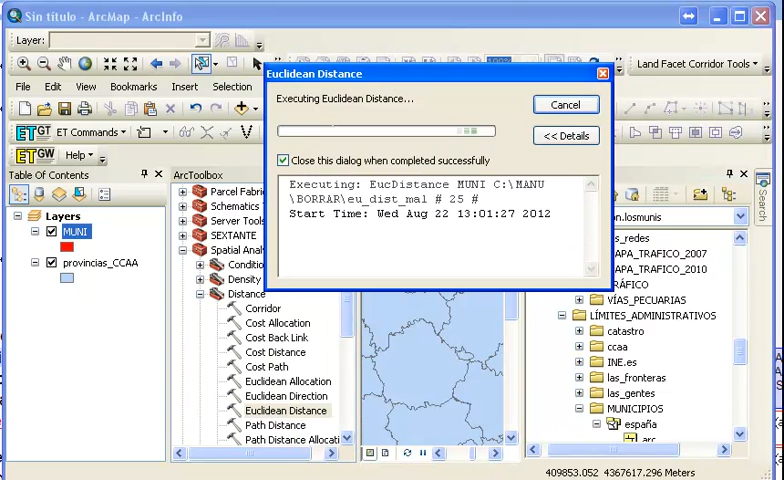 Sin título - ArcMap - ArcInfo
Layer:
Land Facet Corridor Tools
File
Edit
View
Bookmarks
Insert
Selection
ET Commands
Help
Table Of Contents
Layers
MUNI
provincias_CCAA
ArcToolbox
Parcel Fabri
Schematics
Server Tools
SEXTANTE
Spatial Anal
Conditio
Density
Distance
Corridor
Cost Allocation
Cost Back Link
Cost Distance
Cost Path
Euclidean Allocation
Euclidean Direction
Euclidean Distance
Path Distance
Path Distance Allocati
Euclidean Distance
Executing Euclidean Distance...
Cancel
<< Details
Close this dialog when completed successfully
Executing: EucDistance MUNI C:\MANU
\BORRAR\eu_dist_mal # 25 #
Start Time: Wed Aug 22 13:01:27 2012
on.losmunis
s_redes
APA_TRAFICO_2007
APA_TRAFICO_2010
RÁFICO
VÍAS_PECUARIAS
LÍMITES_ADMINISTRATIVOS
catastro
ccaa
INE.es
las_fronteras
las_gentes
MUNICIPIOS
españa
arc
Search
409853.052 4367617.296 Meters